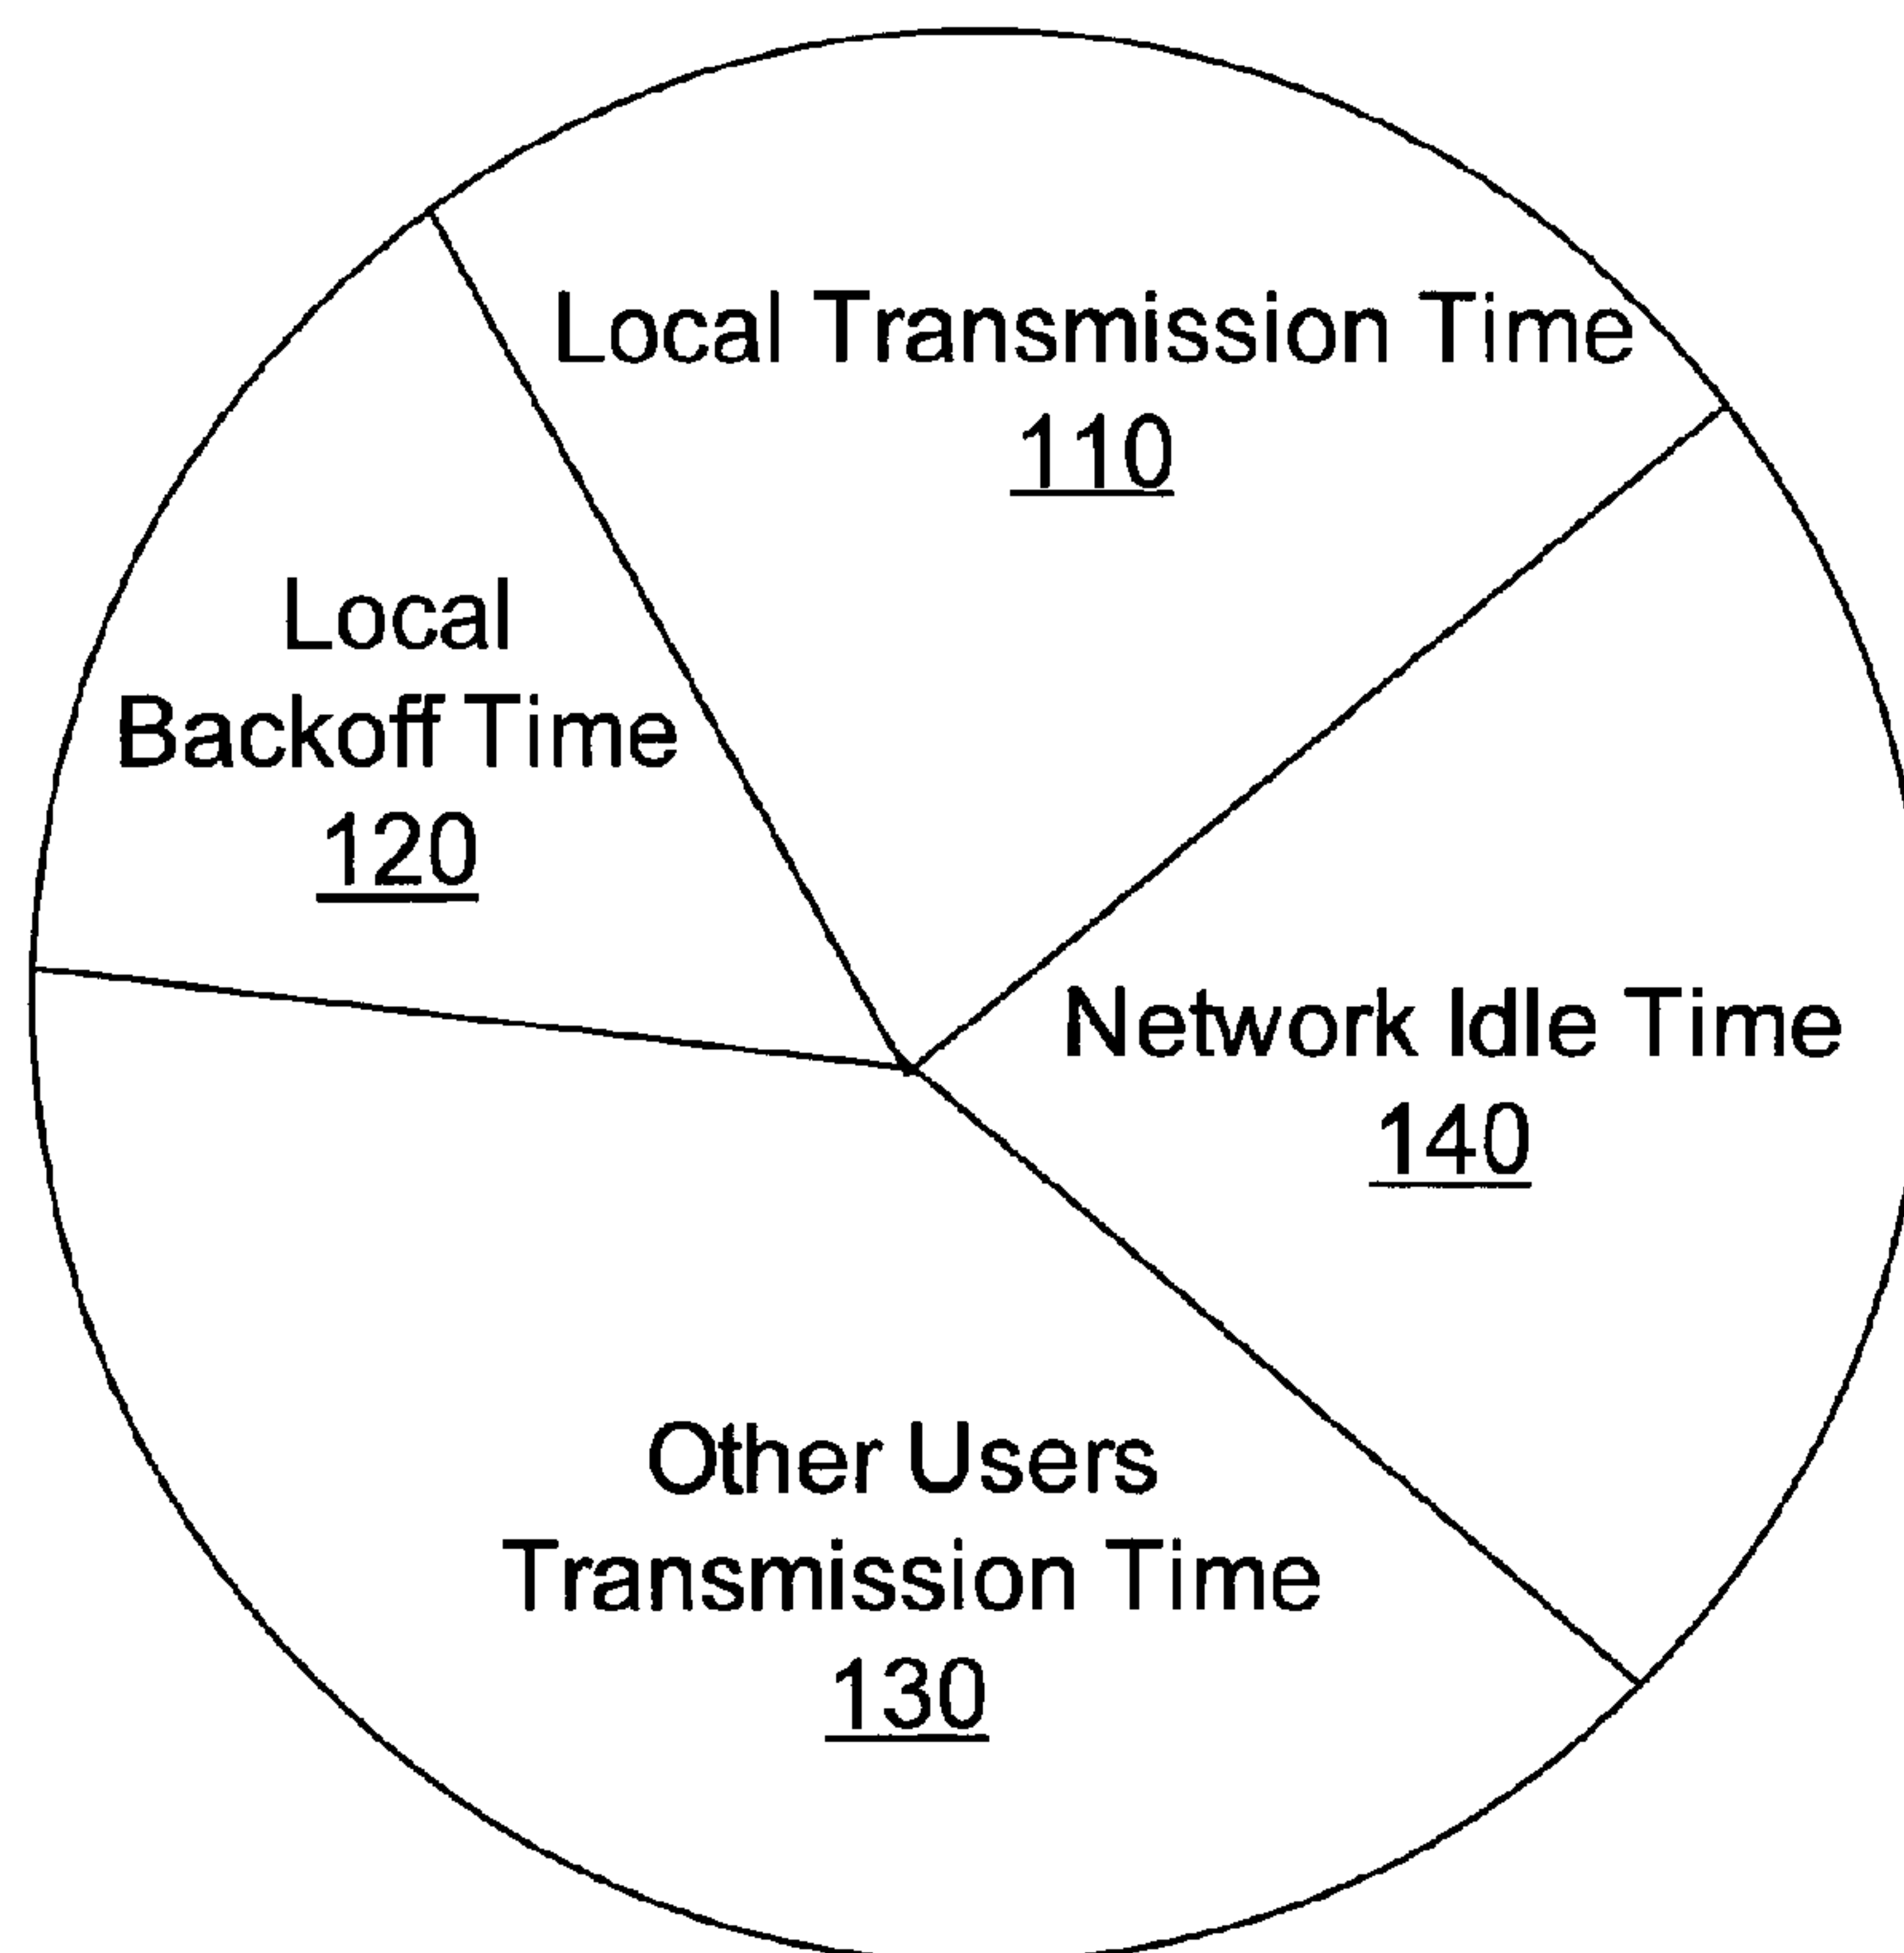 Local Transmission Time
110
Local
Backoff Time
120
Network Idle Time
140
Other Users
Transmission Time
130